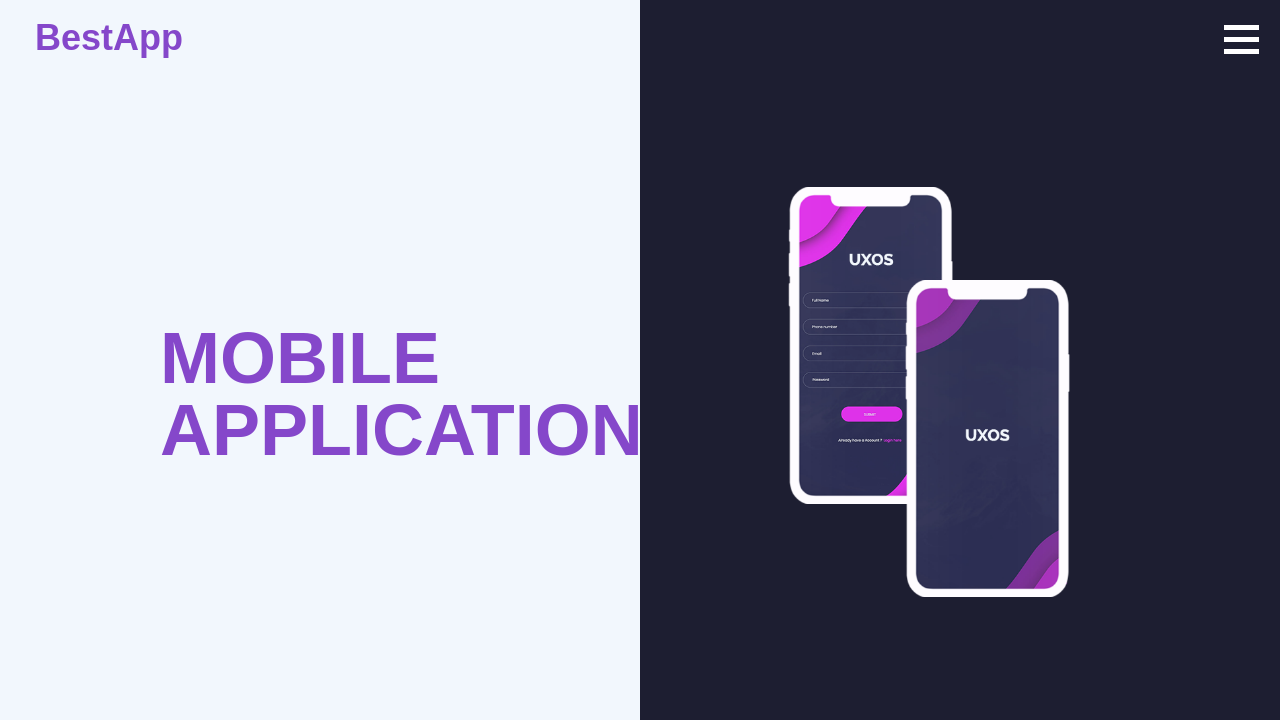 BestApp
MOBILE
APPLICATION
UXOS
Full Name
Phone number
Email
Password
SUBMIT
Already have a Account ? Login here
UXOS